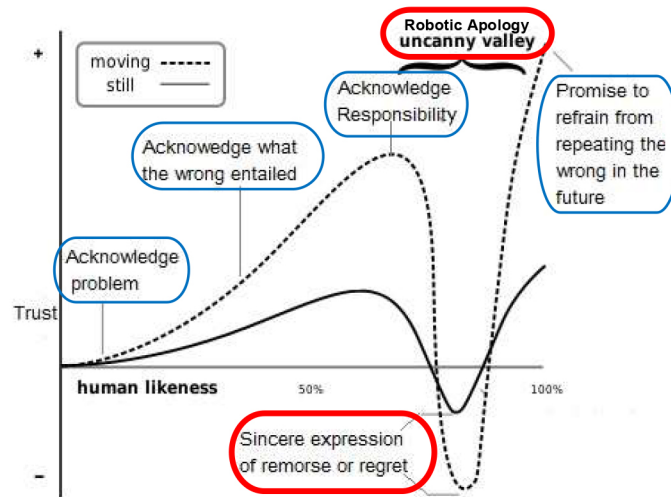 +
Robotic Apology
uncanny valley
moving
still
Acknowledge
Responsibility
Promise to
refrain from
repeating the
wrong in the
future
Acknowedge what
the wrong entailed
Acknowledge
problem
Trust
human likeness
50%
100%
Sincere expression
of remorse or regret
–